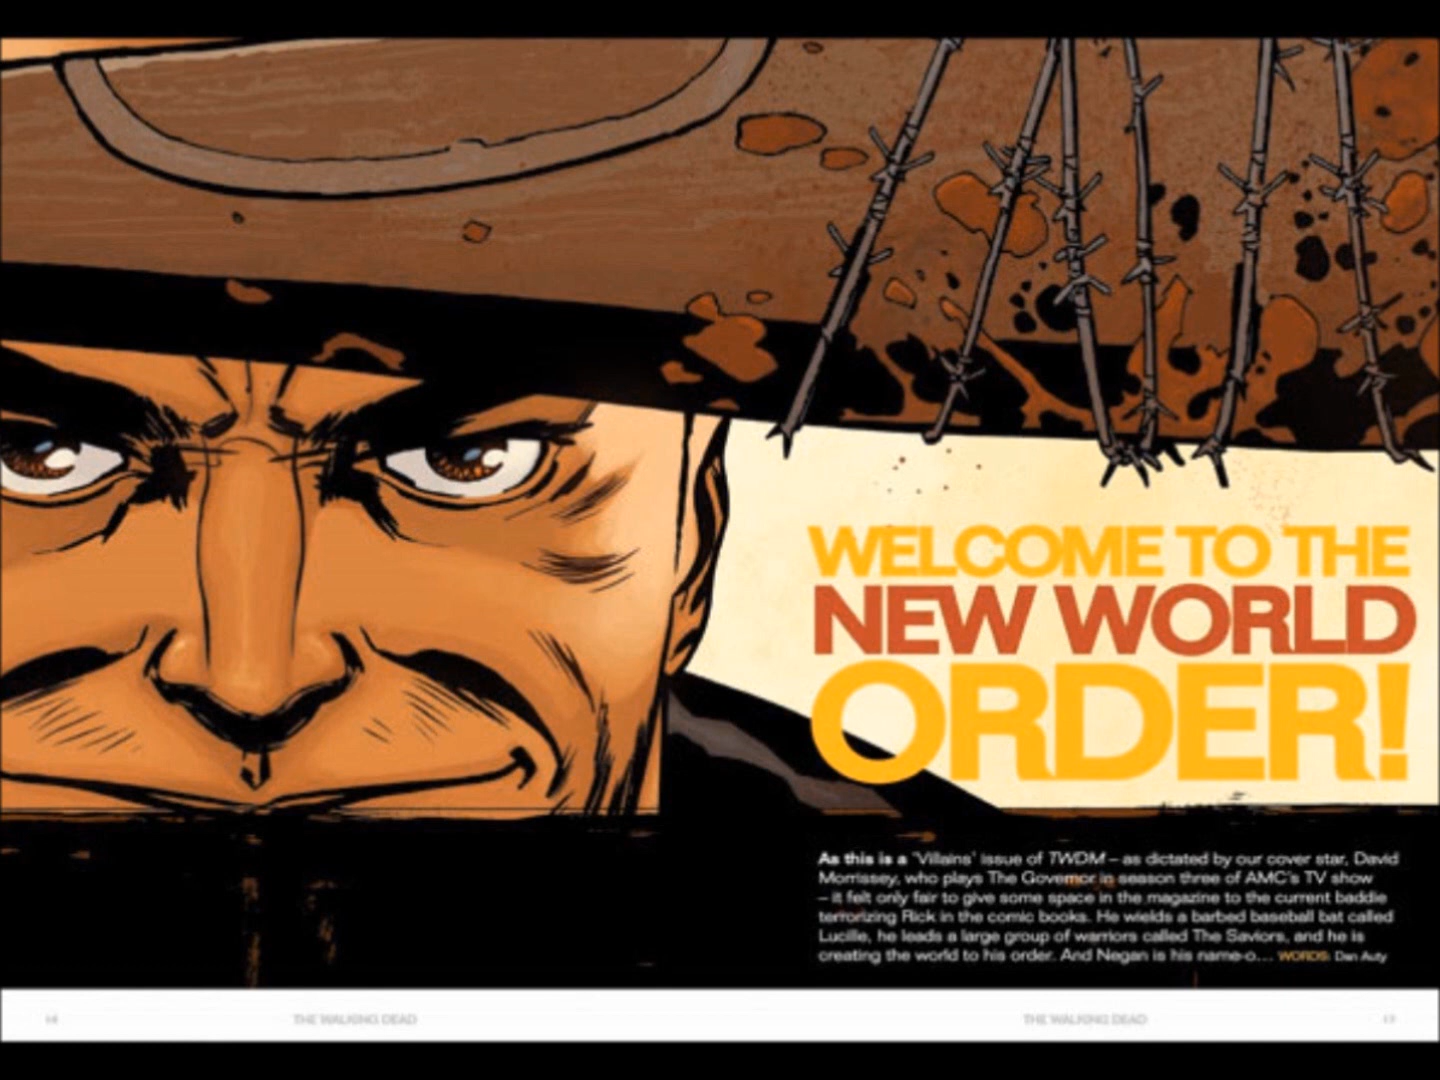 WELCOME TO THE
NEW WORLD
ORDER!
As this is a 'Villains' issue of TWDM – as dictated by our cover star, David
Morrissey, who plays The Governor in season three of AMC's TV show
– it felt only fair to give some space in the magazine to the current baddie
terrorizing Rick in the comic books. He wields a barbed baseball bat called
Lucille, he leads a large group of warriors called The Saviors, and he is
creating the world to his order. And Negan is his name-o... WORDS: Dan Auty
14 THE WALKING DEAD
THE WALKING DEAD